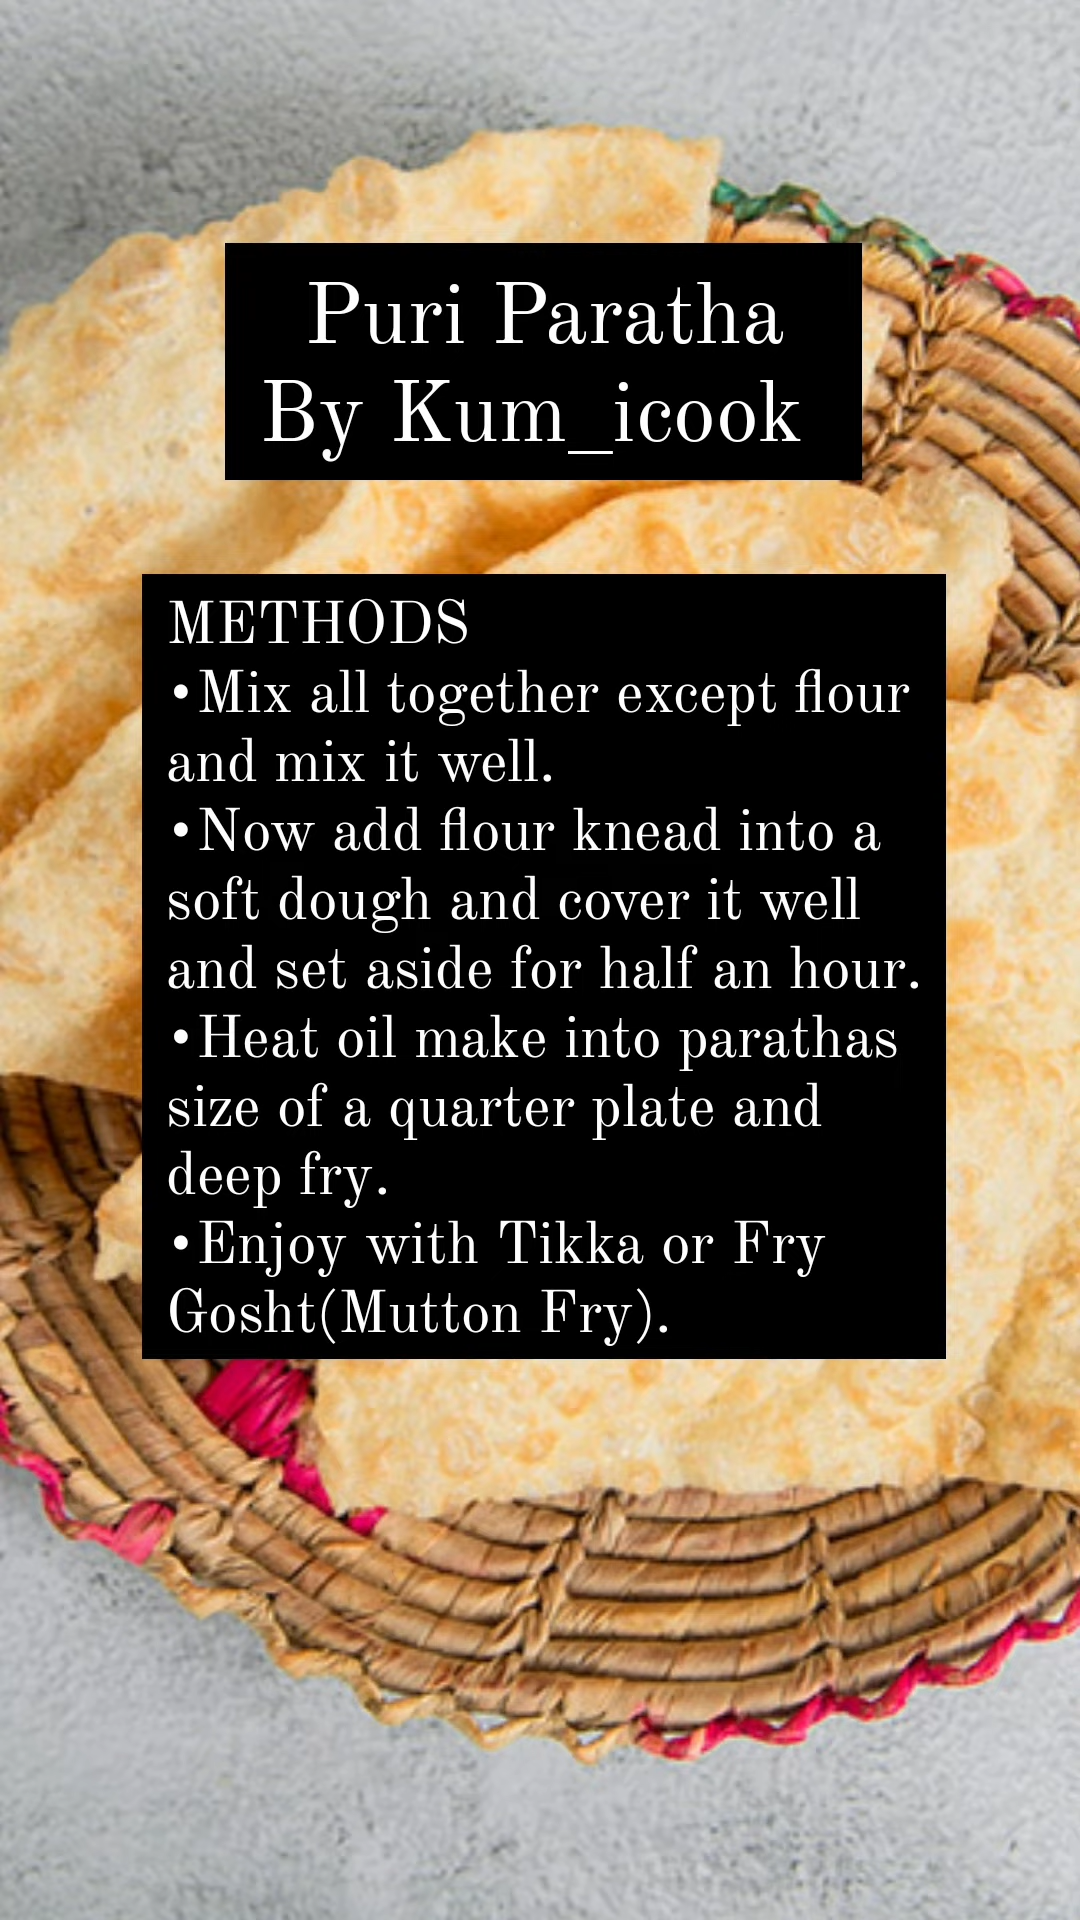 Puri Paratha
By Kum_icook
METHODS
•Mix all together except flour
and mix it well.
•Now add flour knead into a
soft dough and cover it well
and set aside for half an hour.
•Heat oil make into parathas
size of a quarter plate and
deep fry.
•Enjoy with Tikka or Fry
Gosht(Mutton Fry).